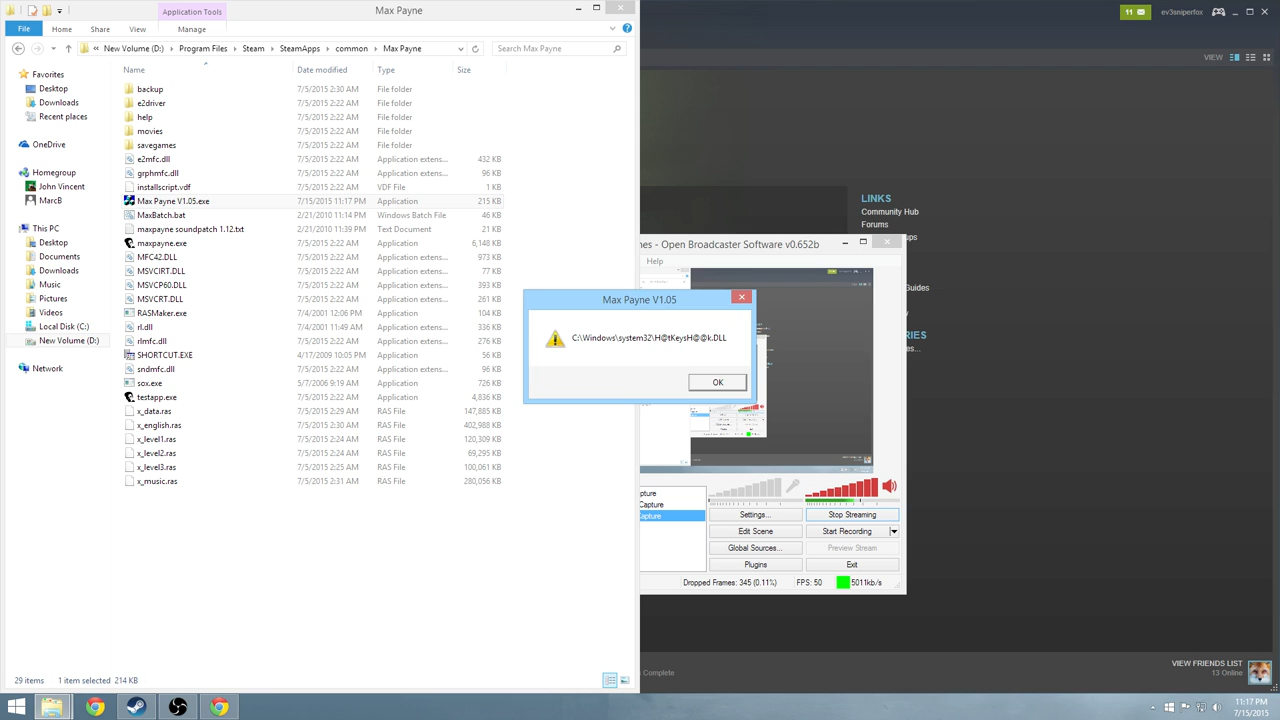 Application Tools
Max Payne
ev3sniperfox
11
File Home Share View Manage
New Volume (D:) Program Files Steam SteamApps common Max Payne
Search Max Payne
VIEW
Name Date modified Type Size
Favorites
Desktop
Downloads
Recent places
OneDrive
Homegroup
John Vincent
MarcB
This PC
Desktop
Documents
Downloads
Music
Pictures
Videos
Local Disk (C:)
New Volume (D:)
Network
backup 7/5/2015 2:30 AM File folder
e2driver 7/5/2015 2:22 AM File folder
help 7/5/2015 2:22 AM File folder
movies 7/5/2015 2:22 AM File folder
savegames 7/5/2015 2:22 AM File folder
e2mfc.dll 7/5/2015 2:22 AM Application extens... 432 KB
grphmfc.dll 7/5/2015 2:22 AM Application extens... 96 KB
installscript.vdf 7/5/2015 2:22 AM VDF File 1 KB
Max Payne V1.05.exe 7/15/2015 11:17 PM Application 215 KB
MaxBatch.bat 2/21/2010 11:14 PM Windows Batch File 46 KB
maxpayne soundpatch 1.12.txt 2/21/2010 11:39 PM Text Document 21 KB
maxpayne.exe 7/5/2015 2:22 AM Application 6,148 KB
MFC42.DLL 7/5/2015 2:22 AM Application extens... 973 KB
MSVCIRT.DLL 7/5/2015 2:22 AM Application extens... 77 KB
MSVCP60.DLL 7/5/2015 2:22 AM Application extens... 393 KB
MSVCRT.DLL 7/5/2015 2:22 AM Application extens... 261 KB
RASMaker.exe 7/4/2001 12:06 PM Application 104 KB
rl.dll 7/4/2001 11:49 AM Application extens... 336 KB
rlmfc.dll 7/5/2015 2:22 AM Application extens... 276 KB
SHORTCUT.EXE 4/17/2009 10:05 PM Application 56 KB
sndmfc.dll 7/5/2015 2:22 AM Application extens... 96 KB
sox.exe 5/7/2006 9:19 AM Application 726 KB
testapp.exe 7/5/2015 2:22 AM Application 4,836 KB
x_data.ras 7/5/2015 2:29 AM RAS File 147,885 KB
x_english.ras 7/5/2015 2:22 AM RAS File 402,988 KB
x_level1.ras 7/5/2015 2:24 AM RAS File 120,309 KB
x_level2.ras 7/5/2015 2:24 AM RAS File 69,295 KB
x_level3.ras 7/5/2015 2:25 AM RAS File 100,061 KB
x_music.ras 7/5/2015 2:31 AM RAS File 280,056 KB
29 items 1 item selected 214 KB
LINKS
Community Hub
Forums
ups
Guides
RIES
s...
nes - Open Broadcaster Software v0.652b
Help
Max Payne V1.05
C:\Windows\system32\H@tKeysH@@k.DLL
OK
pture
Capture
Capture
Settings... Stop Streaming
Edit Scene Start Recording
Global Sources... Preview Stream
Plugins Exit
Dropped Frames: 345 (0.11%) FPS: 50 5011kb/s
Complete
VIEW FRIENDS LIST
13 Online
11:17 PM
7/15/2015